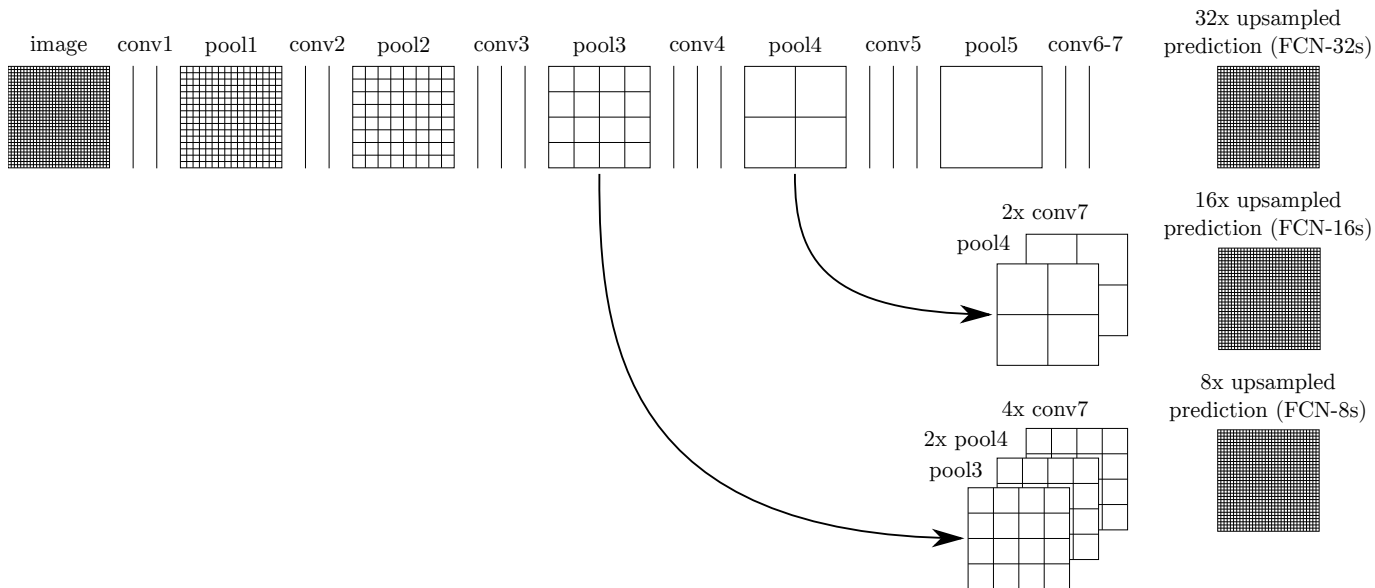 image
conv1
pool1
conv2
pool2
conv3
pool3
conv4
pool4
conv5
pool5
conv6-7
32x upsampled
prediction (FCN-32s)
2x conv7
pool4
16x upsampled
prediction (FCN-16s)
4x conv7
2x pool4
pool3
8x upsampled
prediction (FCN-8s)